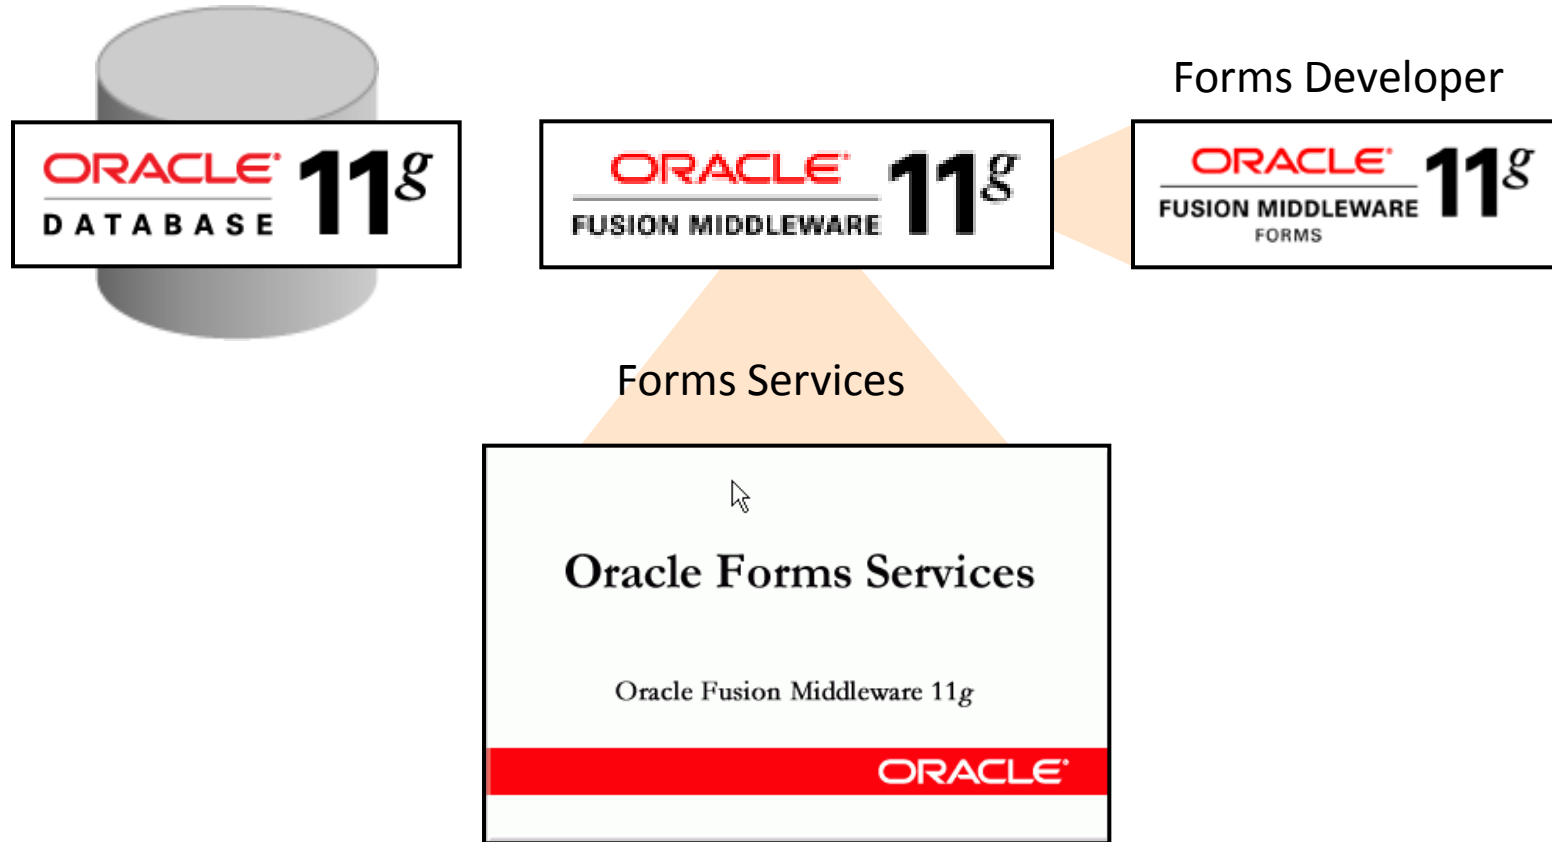 Forms Developer
ORACLE
DATABASE
11g
ORACLE
FUSION MIDDLEWARE
11g
ORACLE
FUSION MIDDLEWARE
FORMS
11g
Forms Services
Oracle Forms Services
Oracle Fusion Middleware 11g
ORACLE